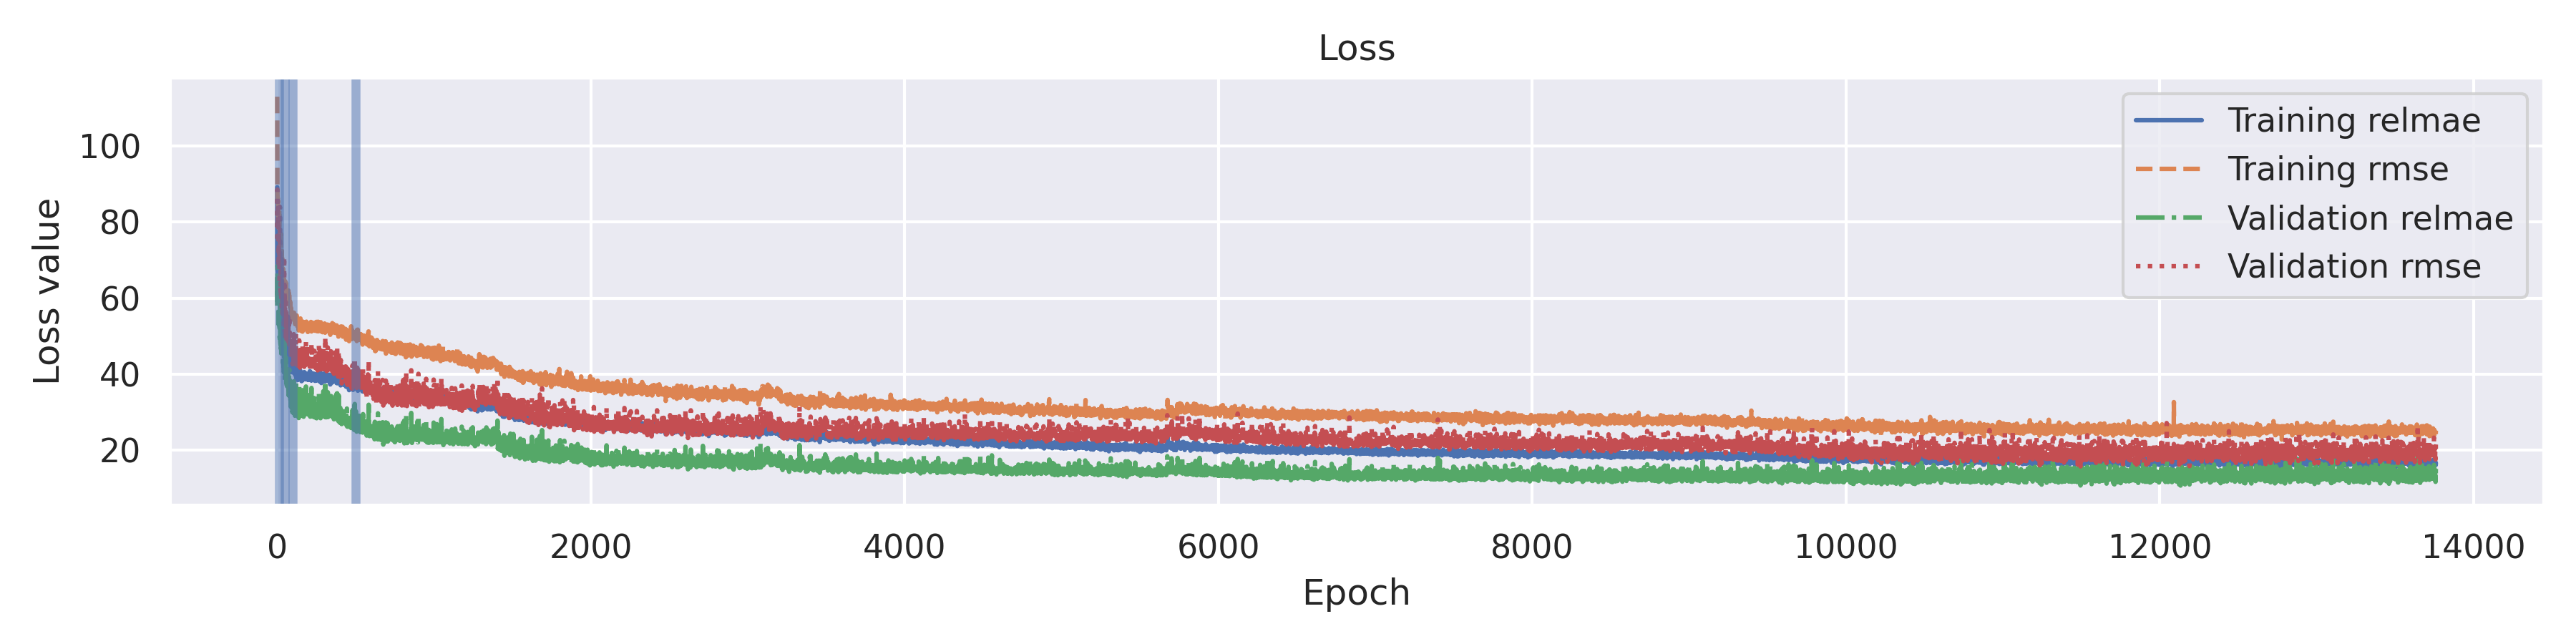 Loss
Loss value
100
80
60
40
20
Training relmae
Training rmse
Validation relmae
Validation rmse
0 2000 4000 6000 8000 10000 12000 14000
Epoch